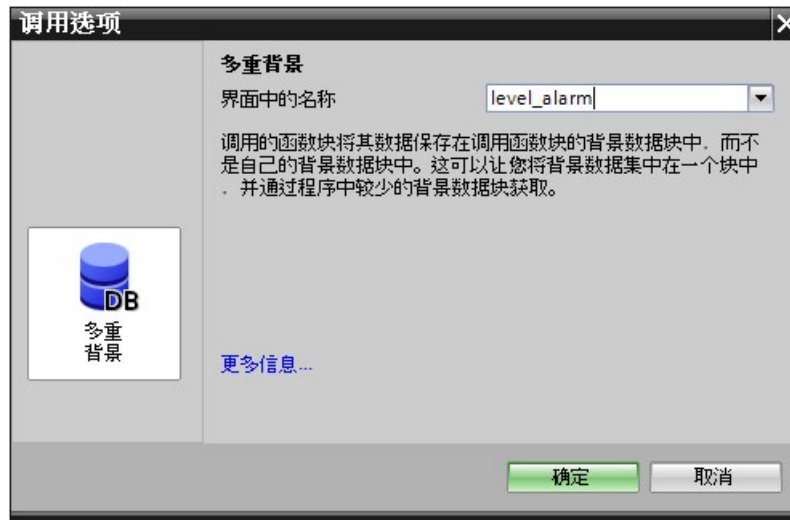 调用选项
多重背景
界面中的名称 level_alarm
调用的函数块将其数据保存在调用函数块的背景数据块中，而不
是自己的背景数据块中。这可以让您将背景数据集中在一个块中
，并通过程序中较少的背景数据块获取。
DB
多重
背景
更多信息...
确定 取消